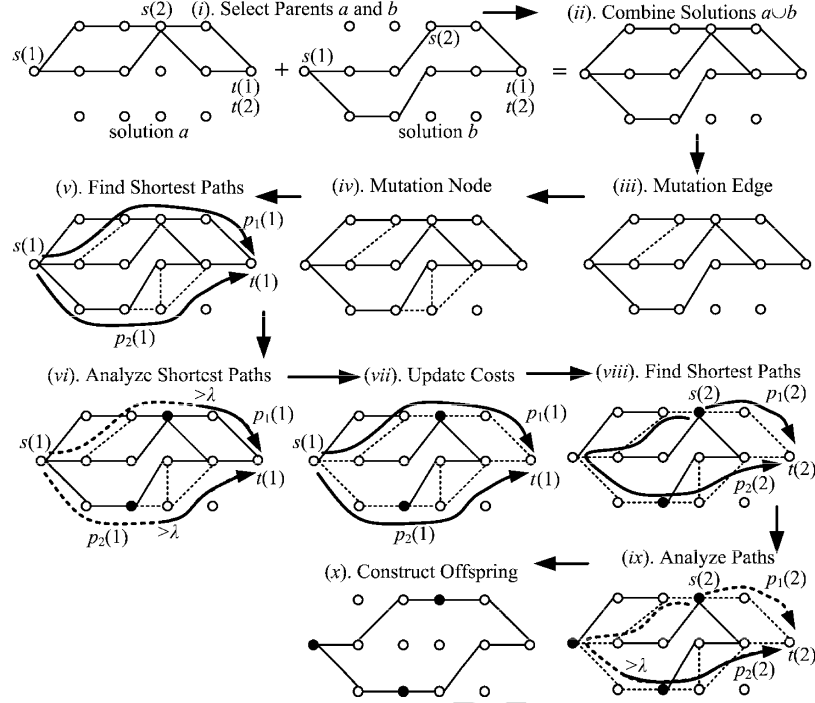 (i). Select Parents a and b
(ii). Combine Solutions a∪b
s(2)
s(1)
t(1)
t(2)
solution a
+
s(1)
s(2)
t(1)
t(2)
solution b
=
(v). Find Shortest Paths
(iv). Mutation Node
(iii). Mutation Edge
p₁(1)
s(1)
t(1)
p₂(1)
(vi). Analyze Shortest Paths
(vii). Update Costs
(viii). Find Shortest Paths
>λ
p₁(1)
s(1)
t(1)
p₂(1)
>λ
p₁(1)
s(1)
t(1)
p₂(1)
s(2)
p₁(2)
t(2)
p₂(2)
(x). Construct Offspring
(ix). Analyze Paths
s(2)
p₁(2)
t(2)
>λ
p₂(2)